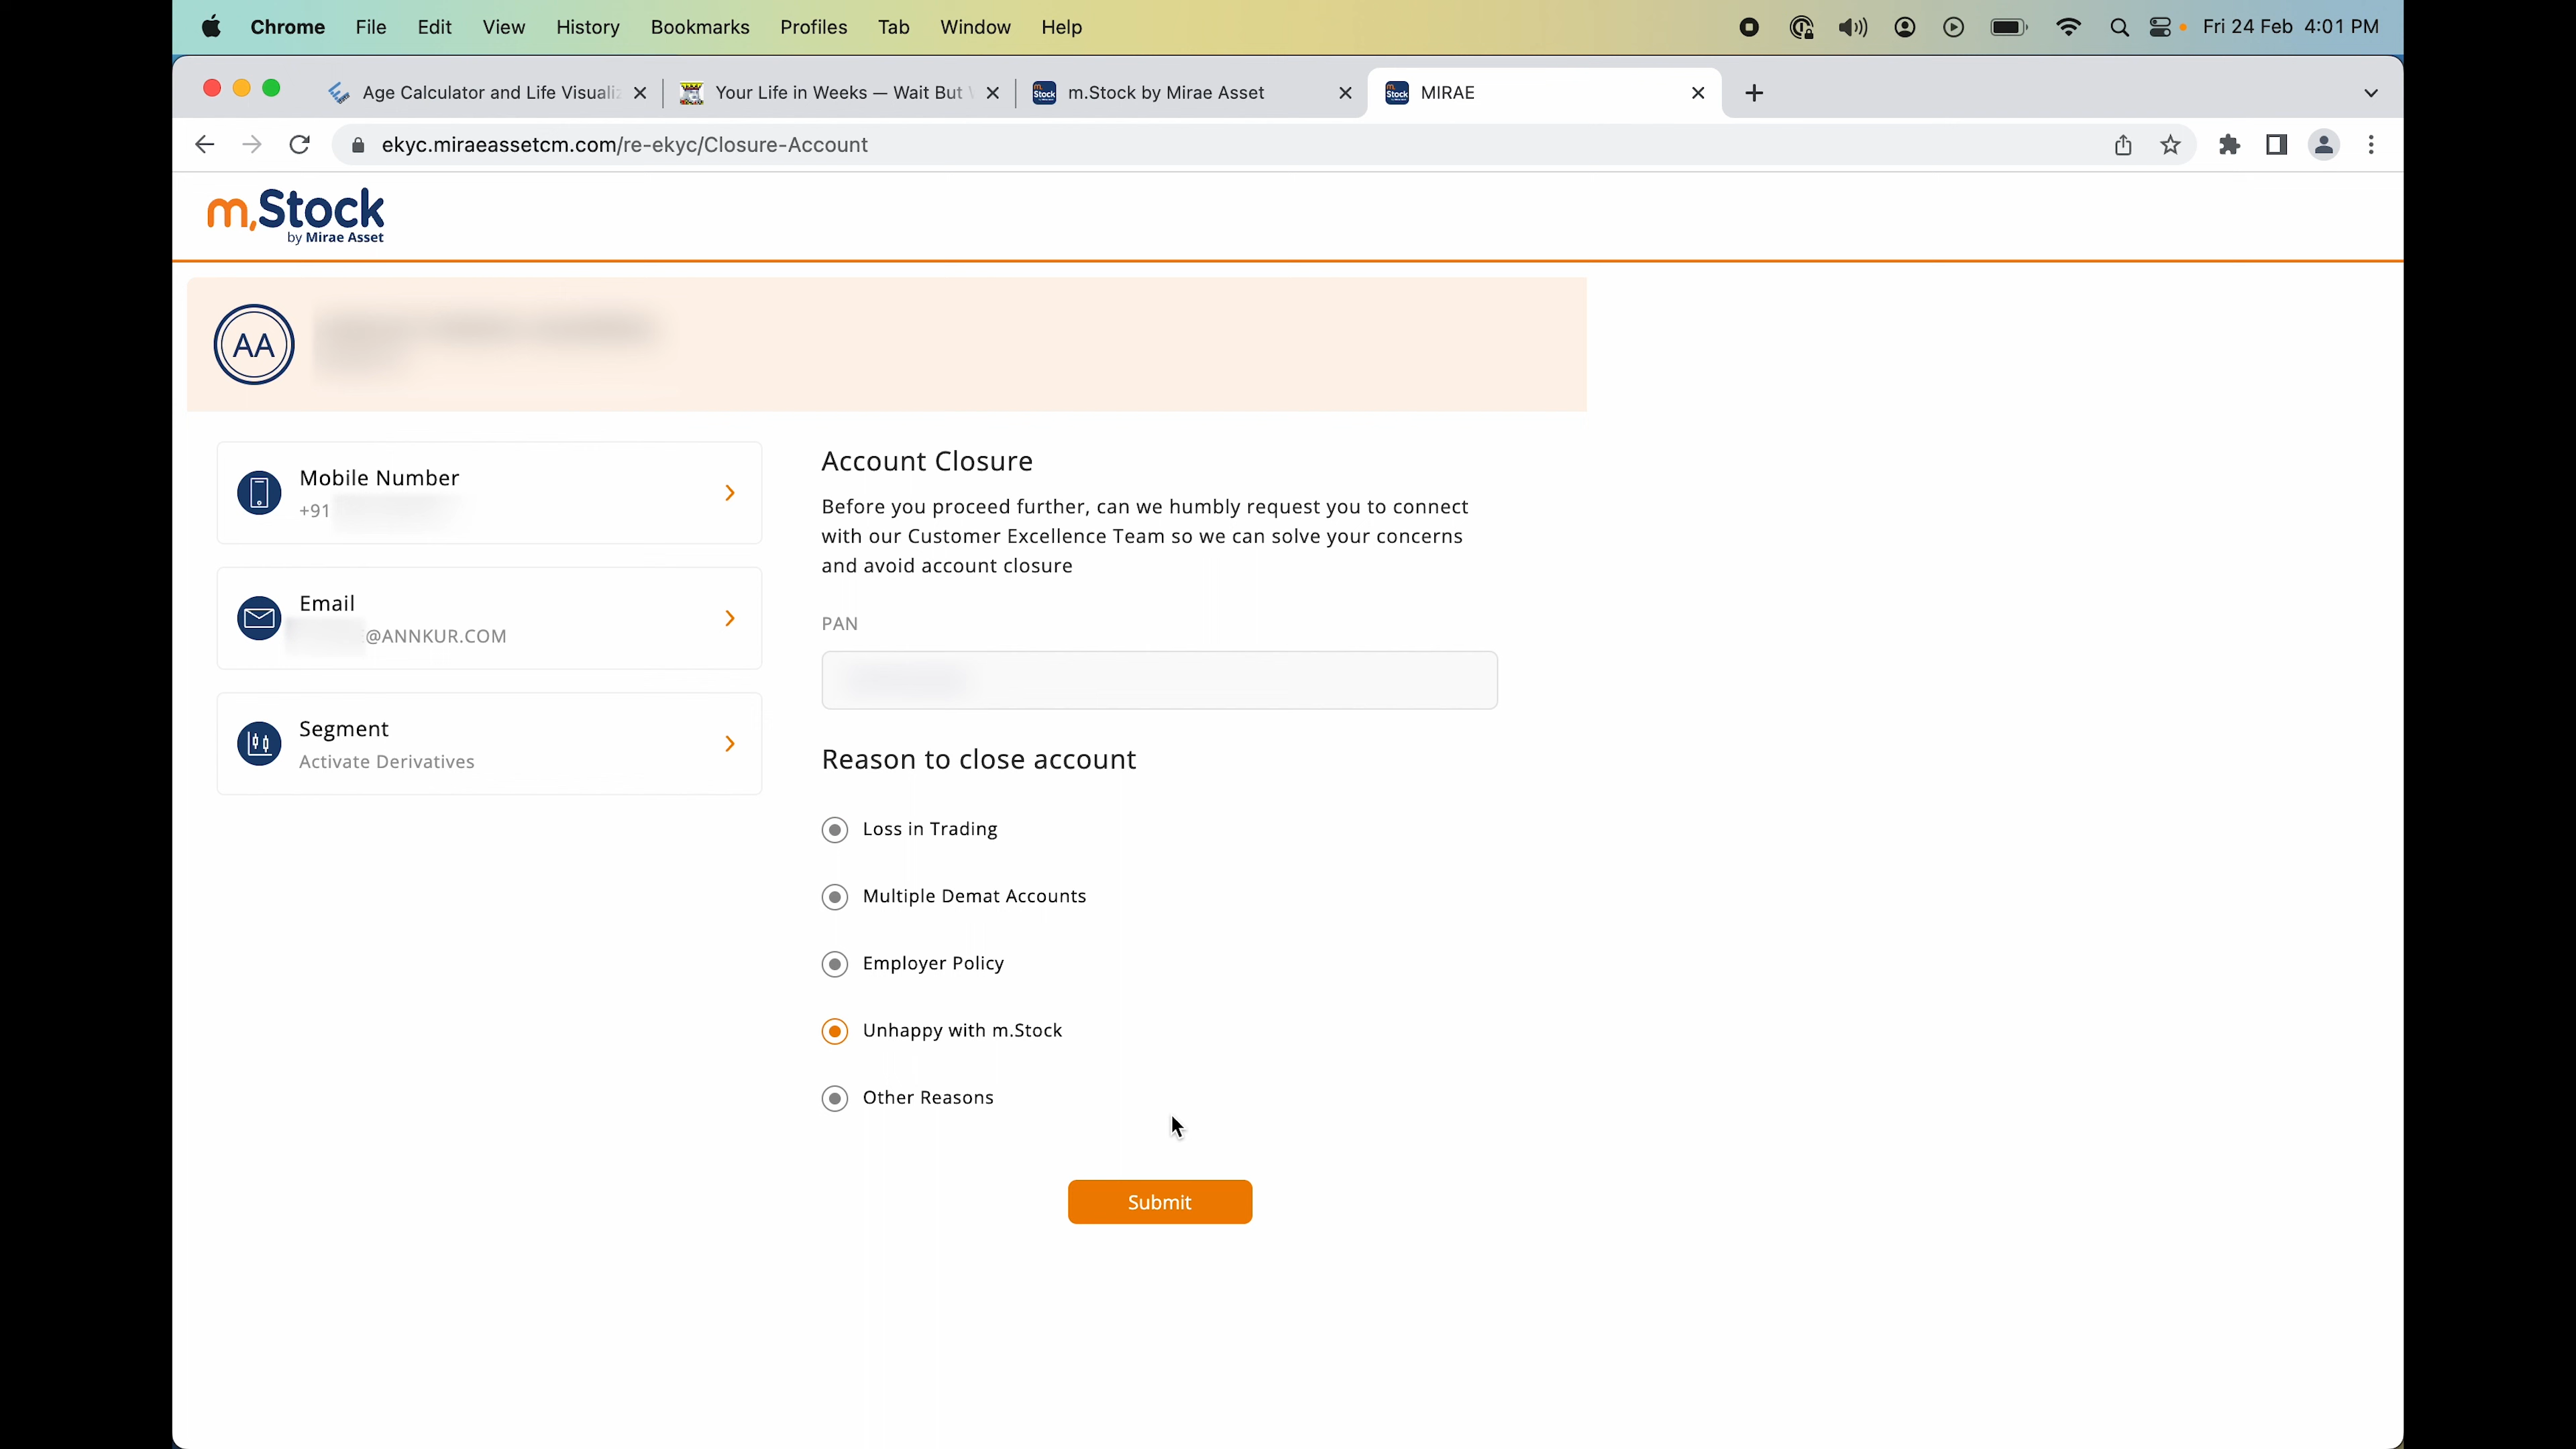 Chrome File Edit View History Bookmarks Profiles Tab Window Help Fri 24 Feb 4:01 PM
Age Calculator and Life Visualiz Your Life in Weeks — Wait But m.Stock by Mirae Asset MIRAE
ekyc.miraeassetcm.com/re-ekyc/Closure-Account
m.Stock
by Mirae Asset
AA
Mobile Number
+91
Email
@ANNKUR.COM
Segment
Activate Derivatives
Account Closure
Before you proceed further, can we humbly request you to connect
with our Customer Excellence Team so we can solve your concerns
and avoid account closure
PAN
Reason to close account
Loss in Trading
Multiple Demat Accounts
Employer Policy
Unhappy with m.Stock
Other Reasons
Submit